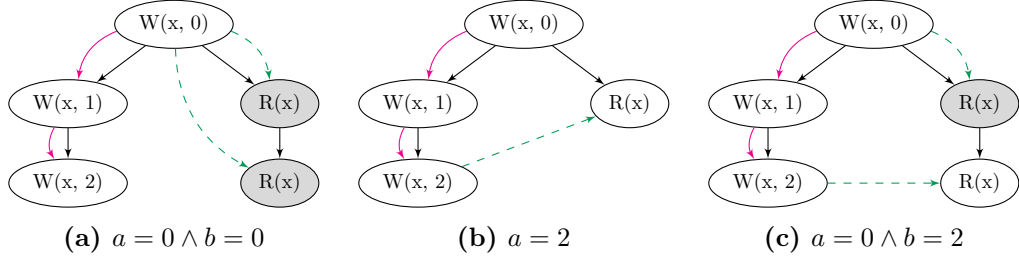 W(x, 0)
W(x, 1)
R(x)
W(x, 2)
R(x)
(a) a = 0 ∧ b = 0
W(x, 0)
W(x, 1)
R(x)
W(x, 2)
(b) a = 2
W(x, 0)
W(x, 1)
R(x)
W(x, 2)
R(x)
(c) a = 0 ∧ b = 2